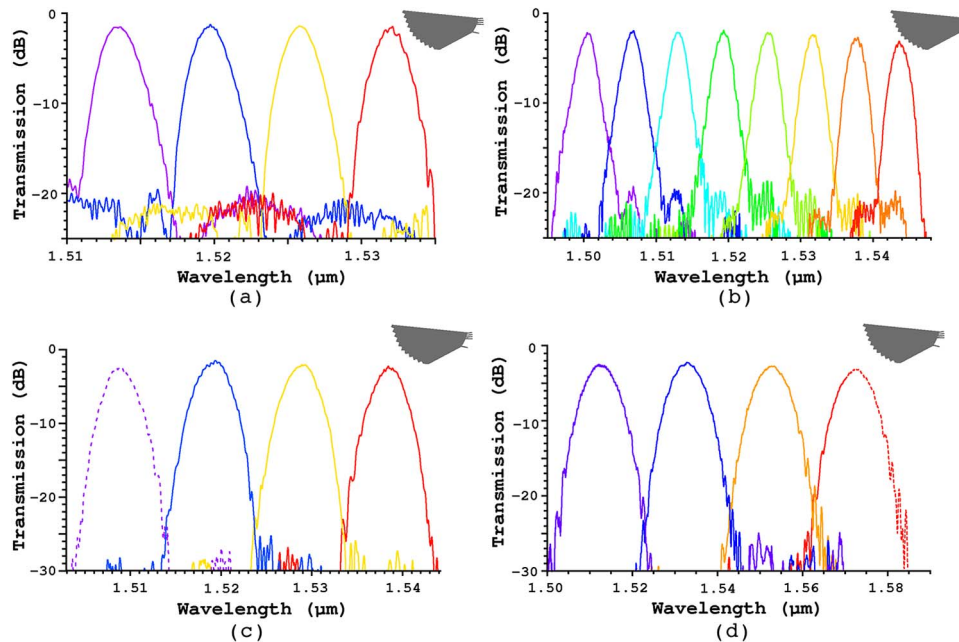 Transmission (dB)
0
-10
-20
1.51
1.52
1.53
Wavelength (μm)
(a)
Transmission (dB)
0
-10
-20
1.50
1.51
1.52
1.53
1.54
Wavelength (μm)
(b)
Transmission (dB)
0
-10
-20
-30
1.51
1.52
1.53
1.54
Wavelength (μm)
(c)
Transmission (dB)
0
-10
-20
-30
1.50
1.52
1.54
1.56
1.58
Wavelength (μm)
(d)